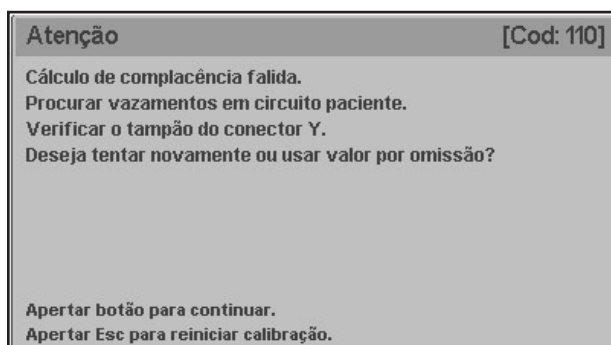 Atenção [Cod: 110]
Cálculo de complacência falida.
Procurar vazamentos em circuito paciente.
Verificar o tampão do conector Y.
Deseja tentar novamente ou usar valor por omissão?
Apertar botão para continuar.
Apertar Esc para reiniciar calibração.